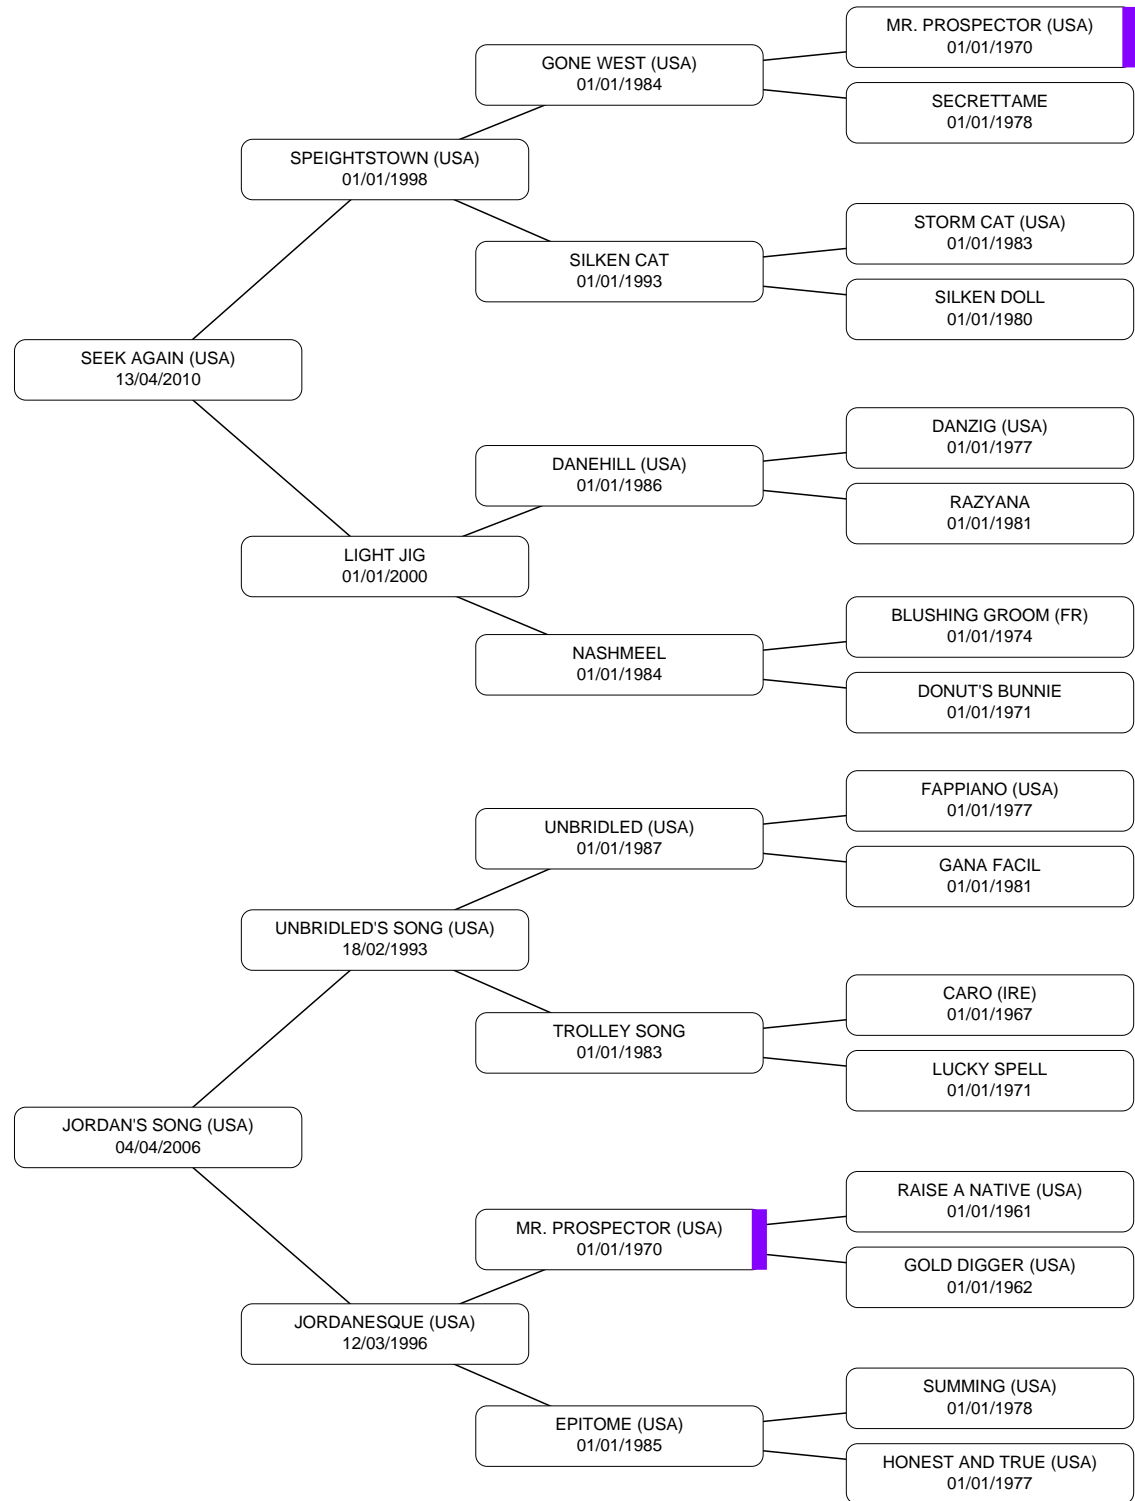 MR. PROSPECTOR (USA)
01/01/1970
GONE WEST (USA)
01/01/1984
SECRETTAME
01/01/1978
SPEIGHTSTOWN (USA)
01/01/1998
STORM CAT (USA)
01/01/1983
SILKEN CAT
01/01/1993
SILKEN DOLL
01/01/1980
SEEK AGAIN (USA)
13/04/2010
DANZIG (USA)
01/01/1977
DANEHILL (USA)
01/01/1986
RAZYANA
01/01/1981
LIGHT JIG
01/01/2000
BLUSHING GROOM (FR)
01/01/1974
NASHMEEL
01/01/1984
DONUT'S BUNNIE
01/01/1971
FAPPIANO (USA)
01/01/1977
UNBRIDLED (USA)
01/01/1987
GANA FACIL
01/01/1981
UNBRIDLED'S SONG (USA)
18/02/1993
CARO (IRE)
01/01/1967
TROLLEY SONG
01/01/1983
LUCKY SPELL
01/01/1971
JORDAN'S SONG (USA)
04/04/2006
RAISE A NATIVE (USA)
01/01/1961
MR. PROSPECTOR (USA)
01/01/1970
GOLD DIGGER (USA)
01/01/1962
JORDANESQUE (USA)
12/03/1996
SUMMING (USA)
01/01/1978
EPITOME (USA)
01/01/1985
HONEST AND TRUE (USA)
01/01/1977